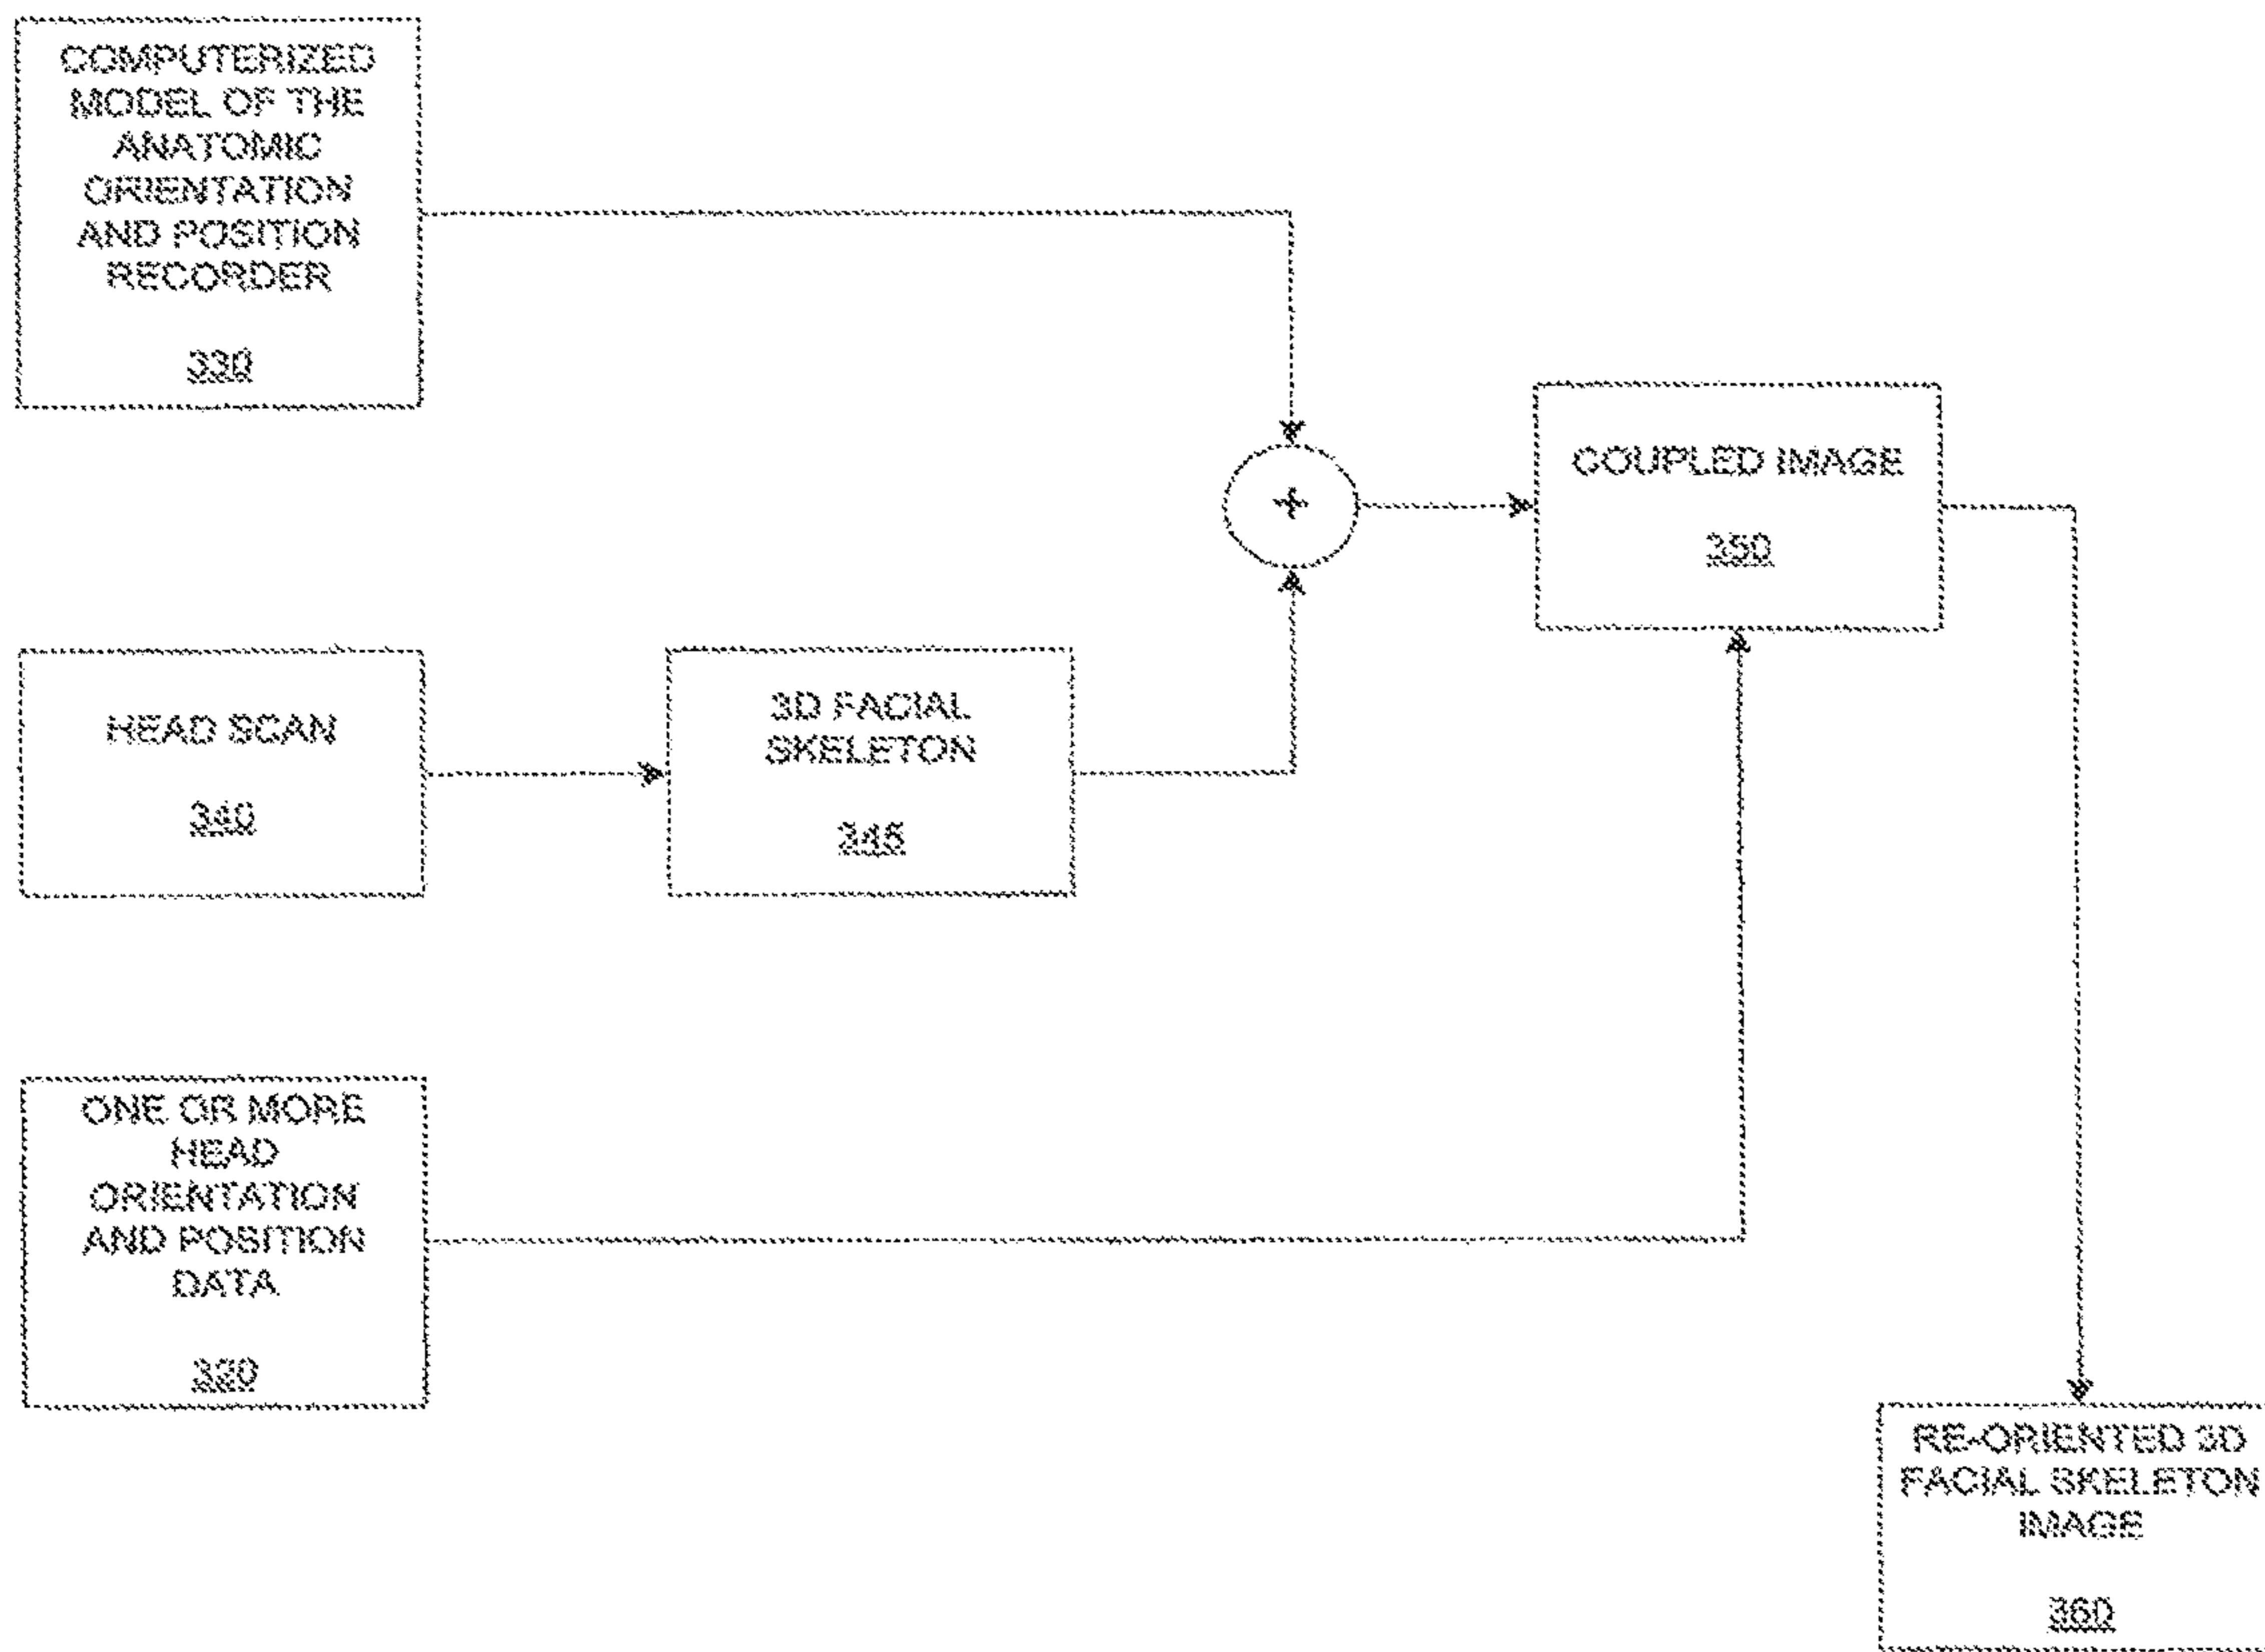 COMPUTERIZED
MODEL OF THE
ANATOMIC
ORIENTATION
AND POSITION
RECORDER
330
+
COUPLED IMAGE
350
HEAD SCAN
340
3D FACIAL
SKELETON
345
ONE OR MORE
HEAD
ORIENTATION
AND POSITION
DATA
320
RE-ORIENTED 3D
FACIAL SKELETON
IMAGE
360